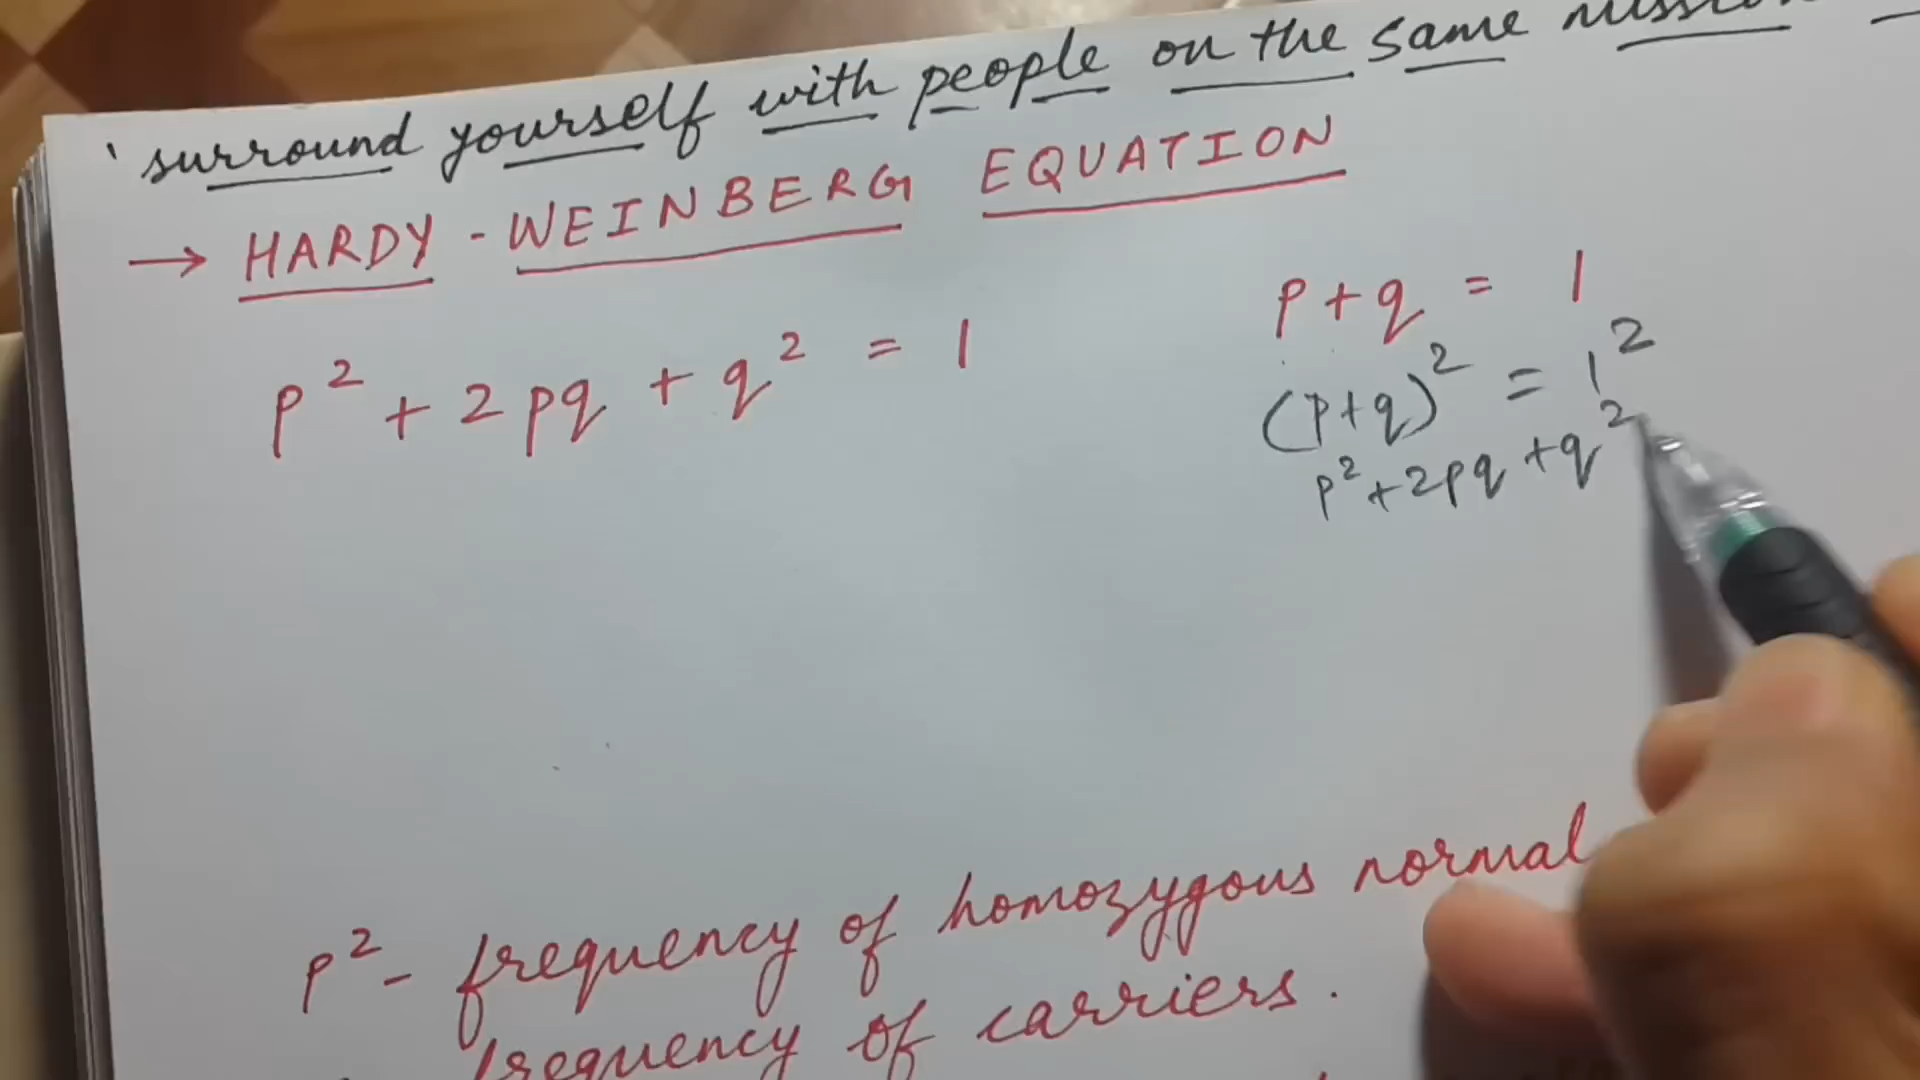 ' surround yourself with people on the same mission
→ HARDY - WEINBERG EQUATION
p² + 2pq + q² = 1
p + q = 1
(p+q)² = 1²
p² + 2pq + q²
p² - frequency of homozygous normal
frequency of carriers.